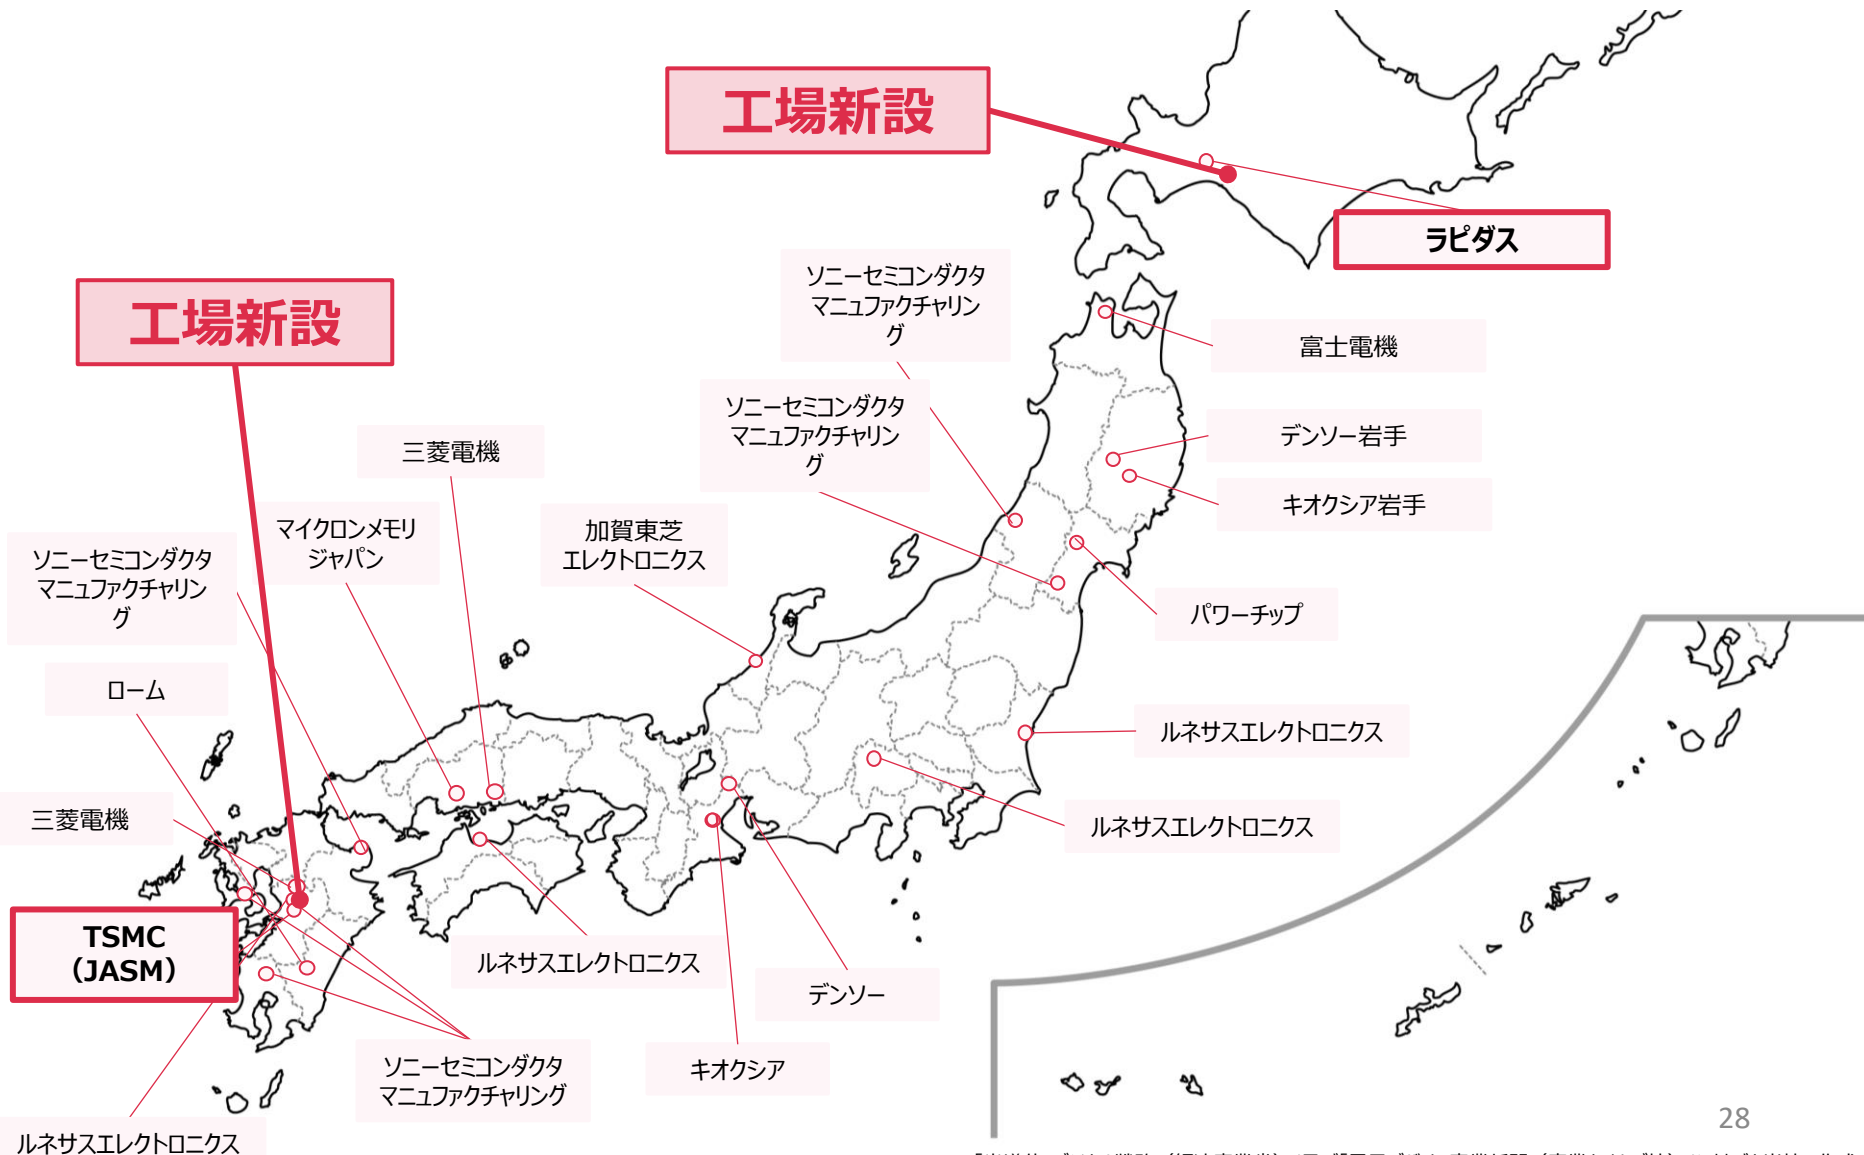 工場新設
ラピダス
ソニーセミコンダクタ
マニュファクチャリン
グ
工場新設
富士電機
ソニーセミコンダクタ
マニュファクチャリン
グ
デンソー岩手
三菱電機
キオクシア岩手
マイクロンメモリ
ジャパン
加賀東芝
エレクトロニクス
ソニーセミコンダクタ
マニュファクチャリン
グ
パワーチップ
ローム
ルネサスエレクトロニクス
三菱電機
ルネサスエレクトロニクス
TSMC
(JASM)
ルネサスエレクトロニクス
デンソー
キオクシア
ソニーセミコンダクタ
マニュファクチャリング
ルネサスエレクトロニクス
28